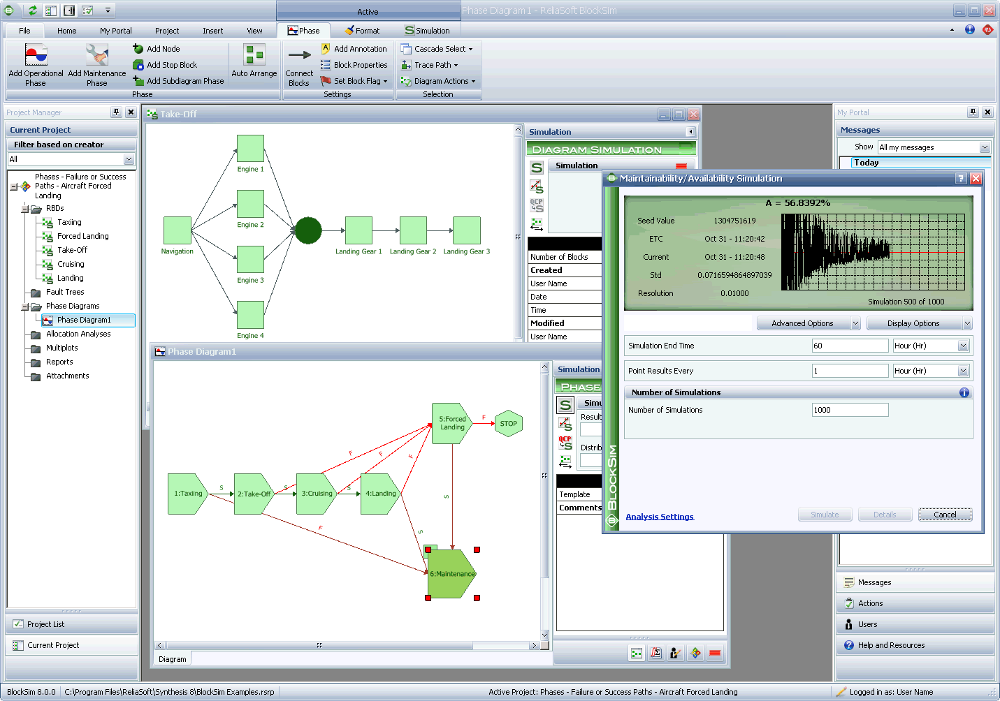 Active
Phase Diagram 1 - ReliaSoft BlockSim
File
Home
My Portal
Project
Insert
View
Phase
Format
Simulation
Add Operational Phase
Add Maintenance Phase
Add Node
Add Stop Block
Add Subdiagram Phase
Auto Arrange
Phase
Connect Blocks
Add Annotation
Block Properties
Set Block Flag
Settings
Cascade Select
Trace Path
Diagram Actions
Selection
Project Manager
Current Project
Filter based on creator
All
Phases - Failure or Success
Paths - Aircraft Forced
Landing
RBDs
Taxiing
Forced Landing
Take-Off
Cruising
Landing
Fault Trees
Phase Diagrams
Phase Diagram1
Allocation Analyses
Multiplots
Reports
Attachments
Project List
Current Project
Take-Off
Engine 1
Engine 2
Engine 3
Engine 4
Navigation
Landing Gear 1
Landing Gear 2
Landing Gear 3
Simulation
DIAGRAM SIMULATION
Simulation
S
QCP
Number of Blocks
Created
User Name
Date
Time
Modified
User Name
Phase Diagram1
1:Taxiing
S
2:Take-Off
S
3:Cruising
S
4:Landing
F
F
F
F
5:Forced
Landing
F
STOP
S
S
6:Maintenance
Diagram
Simulation
PHASE
S
Simu
Result
QCP
Distrib
Template
Comments
Maintainability/Availability Simulation
A = 56.8392%
Seed Value 1304751619
ETC Oct 31 - 11:20:42
Current Oct 31 - 11:20:48
Std 0.0716594864897039
Resolution 0.01000
Simulation 500 of 1000
Advanced Options
Display Options
Simulation End Time 60 Hour (Hr)
Point Results Every 1 Hour (Hr)
Number of Simulations
Number of Simulations 1000
BLOCKSIM
Analysis Settings
Simulate
Details
Cancel
My Portal
Messages
Show All my messages
Today
Messages
Actions
Users
Help and Resources
BlockSim 8.0.0
C:\Program Files\ReliaSoft\Synthesis 8\BlockSim Examples.rsrp
Active Project: Phases - Failure or Success Paths - Aircraft Forced Landing
Logged in as: User Name